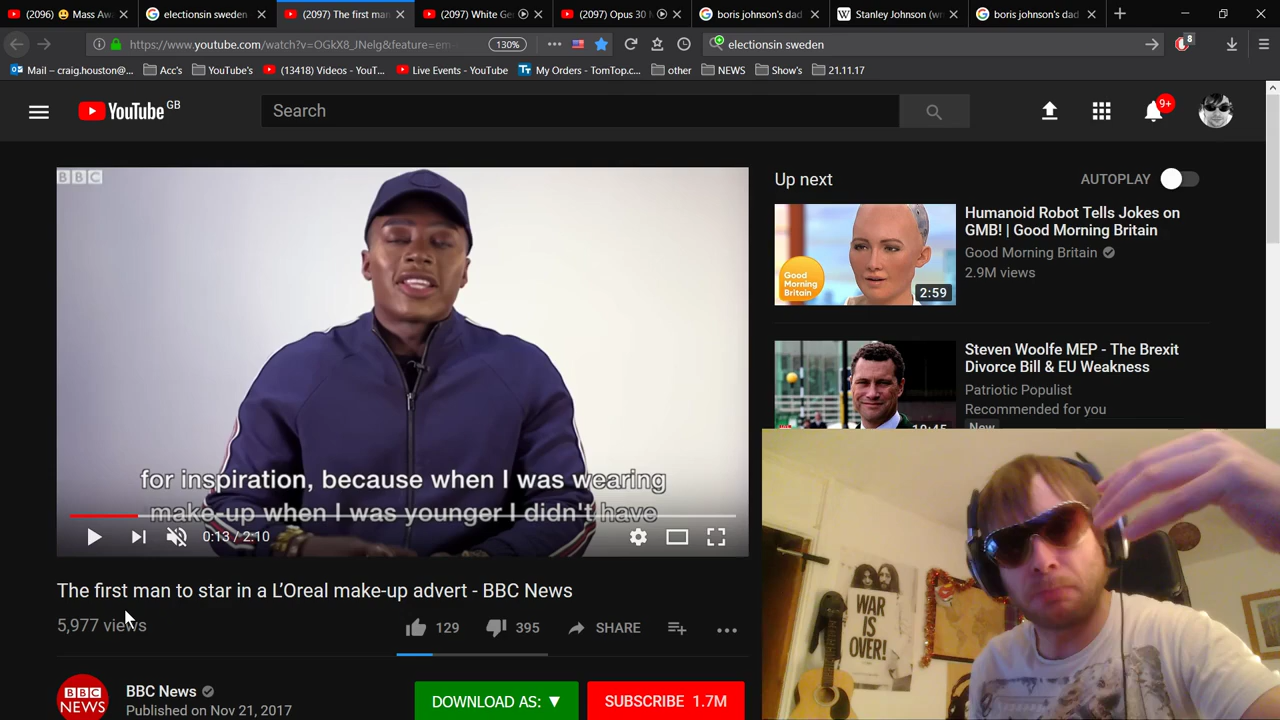 (2096) 😃 Mass Awa
electionsin sweden
(2097) The first man
(2097) White Ge
(2097) Opus 30 M
boris johnson's dad
Stanley Johnson (wr
boris johnson's dad
https://www.youtube.com/watch?v=OGkX8_JNelg&feature=em-
130%
electionsin sweden
8
Mail – craig.houston@...
Acc's
YouTube's
(13418) Videos - YouT...
Live Events - YouTube
My Orders - TomTop.c...
other
NEWS
Show's
21.11.17
YouTube GB
Search
9+
BBC
for inspiration, because when I was wearing
make-up when I was younger I didn't have
0:13 / 2:10
The first man to star in a L'Oreal make-up advert - BBC News
5,977 views
129
395
SHARE
BBC NEWS
BBC News
Published on Nov 21, 2017
DOWNLOAD AS: ▼
SUBSCRIBE 1.7M
Up next
AUTOPLAY
Good Morning Britain
2:59
Humanoid Robot Tells Jokes on
GMB! | Good Morning Britain
Good Morning Britain
2.9M views
Steven Woolfe MEP - The Brexit
Divorce Bill & EU Weakness
Patriotic Populist
Recommended for you
New
WAR
IS
OVER!